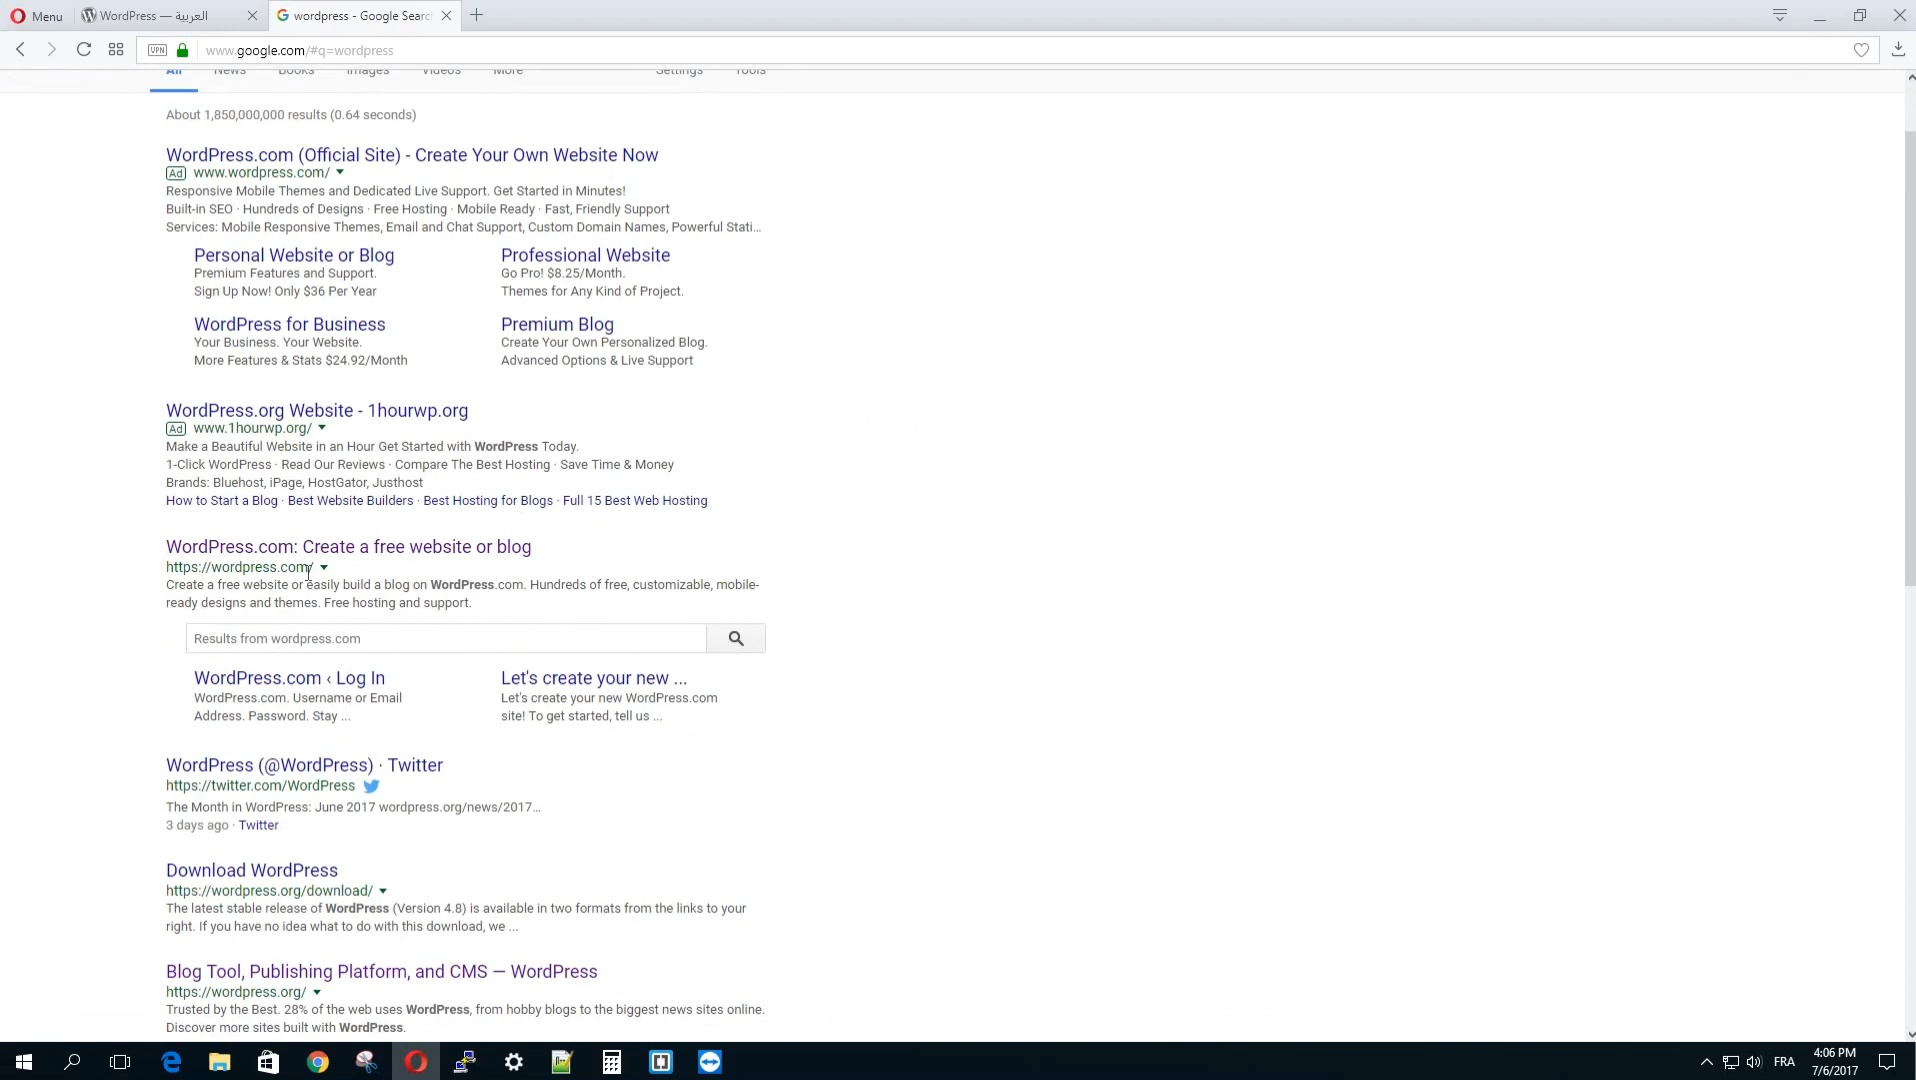 Menu
WordPress — العربية
wordpress - Google Searc
VPN
www.google.com/#q=wordpress
All News Books Images Videos More Settings Tools
About 1,850,000,000 results (0.64 seconds)
WordPress.com (Official Site) - Create Your Own Website Now
Ad www.wordpress.com/
Responsive Mobile Themes and Dedicated Live Support. Get Started in Minutes!
Built-in SEO · Hundreds of Designs · Free Hosting · Mobile Ready · Fast, Friendly Support
Services: Mobile Responsive Themes, Email and Chat Support, Custom Domain Names, Powerful Stati...
Personal Website or Blog
Premium Features and Support.
Sign Up Now! Only $36 Per Year
Professional Website
Go Pro! $8.25/Month.
Themes for Any Kind of Project.
WordPress for Business
Your Business. Your Website.
More Features & Stats $24.92/Month
Premium Blog
Create Your Own Personalized Blog.
Advanced Options & Live Support
WordPress.org Website - 1hourwp.org
Ad www.1hourwp.org/
Make a Beautiful Website in an Hour Get Started with WordPress Today.
1-Click WordPress · Read Our Reviews · Compare The Best Hosting · Save Time & Money
Brands: Bluehost, iPage, HostGator, Justhost
How to Start a Blog · Best Website Builders · Best Hosting for Blogs · Full 15 Best Web Hosting
WordPress.com: Create a free website or blog
https://wordpress.com/
Create a free website or easily build a blog on WordPress.com. Hundreds of free, customizable, mobile-
ready designs and themes. Free hosting and support.
Results from wordpress.com
WordPress.com ‹ Log In
WordPress.com. Username or Email
Address. Password. Stay ...
Let's create your new ...
Let's create your new WordPress.com
site! To get started, tell us ...
WordPress (@WordPress) · Twitter
https://twitter.com/WordPress
The Month in WordPress: June 2017 wordpress.org/news/2017...
3 days ago · Twitter
Download WordPress
https://wordpress.org/download/
The latest stable release of WordPress (Version 4.8) is available in two formats from the links to your
right. If you have no idea what to do with this download, we ...
Blog Tool, Publishing Platform, and CMS — WordPress
https://wordpress.org/
Trusted by the Best. 28% of the web uses WordPress, from hobby blogs to the biggest news sites online.
Discover more sites built with WordPress.
FRA
4:06 PM
7/6/2017